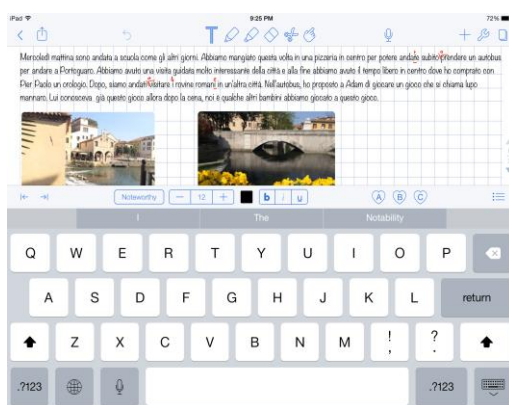 iPad 9:25 PM 72%
T
Mercoledì mattina sono andata a scuola come gli altri giorni. Abbiamo mangiato questa volta in una pizzeria in centro per potere andare subito prendere un autobus
per andare a Portoguaro. Abbiamo avuto una visita guidata molto interessante della città e alla fine abbiamo avuto il tempo libero in centro dove ho comprato con
Pier Paolo un orologio. Dopo, siamo andati visitare rovine romani in un'altra città. Nell'autobus, ho proposto a Adam di giocare un gioco che si chiama lupo
mannaro. Lui conosceva già questo gioco allora dopo la cena, noi e qualche altri bambini abbiamo giocato a questo gioco.
Noteworthy − 12 + b i u A B C
I The Notability
Q W E R T Y U I O P
A S D F G H J K L return
Z X C V B N M ! , ? .
.?123 .?123